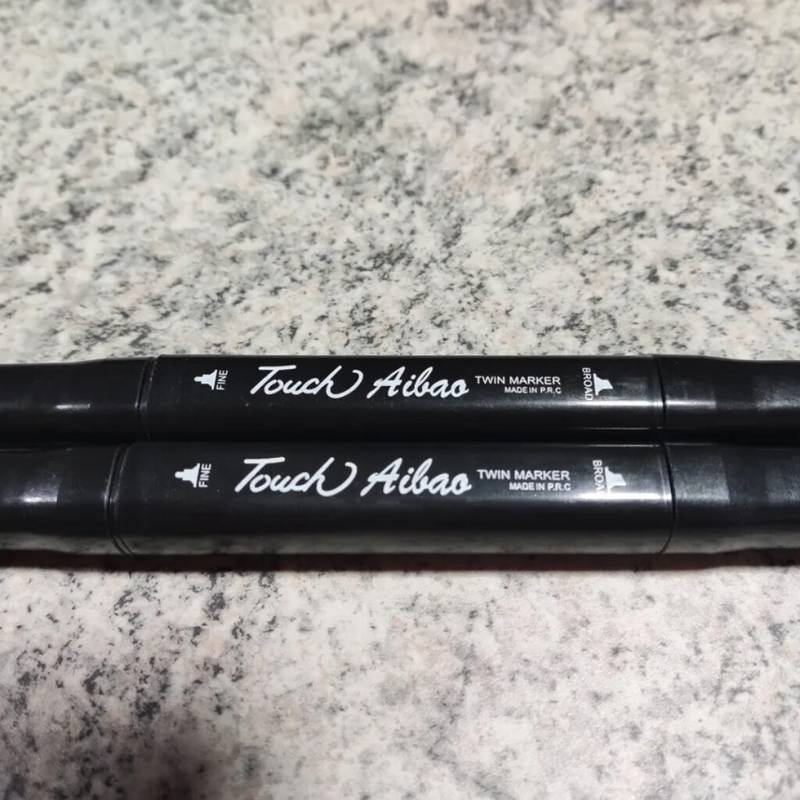 FINE
Touch Aibao
TWIN MARKER
MADE IN P.R.C
BROAD
FINE
Touch Aibao
TWIN MARKER
MADE IN P.R.C
BROAD